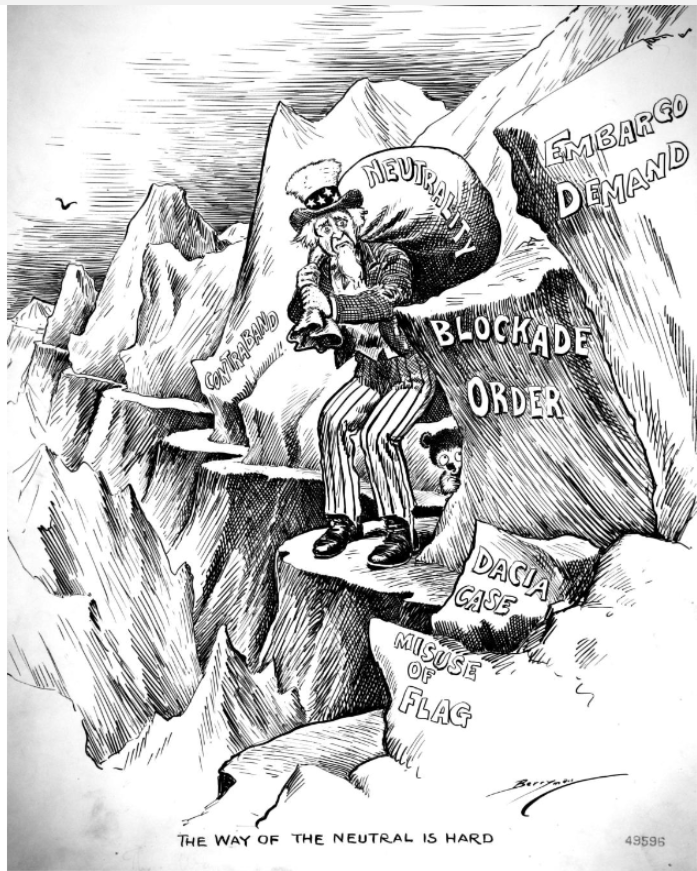 NEUTRALITY
EMBARGO
DEMAND
CONTRABAND
BLOCKADE
ORDER
DACIA
CASE
MISUSE
OF
FLAG
Berryman
THE WAY OF THE NEUTRAL IS HARD
49596